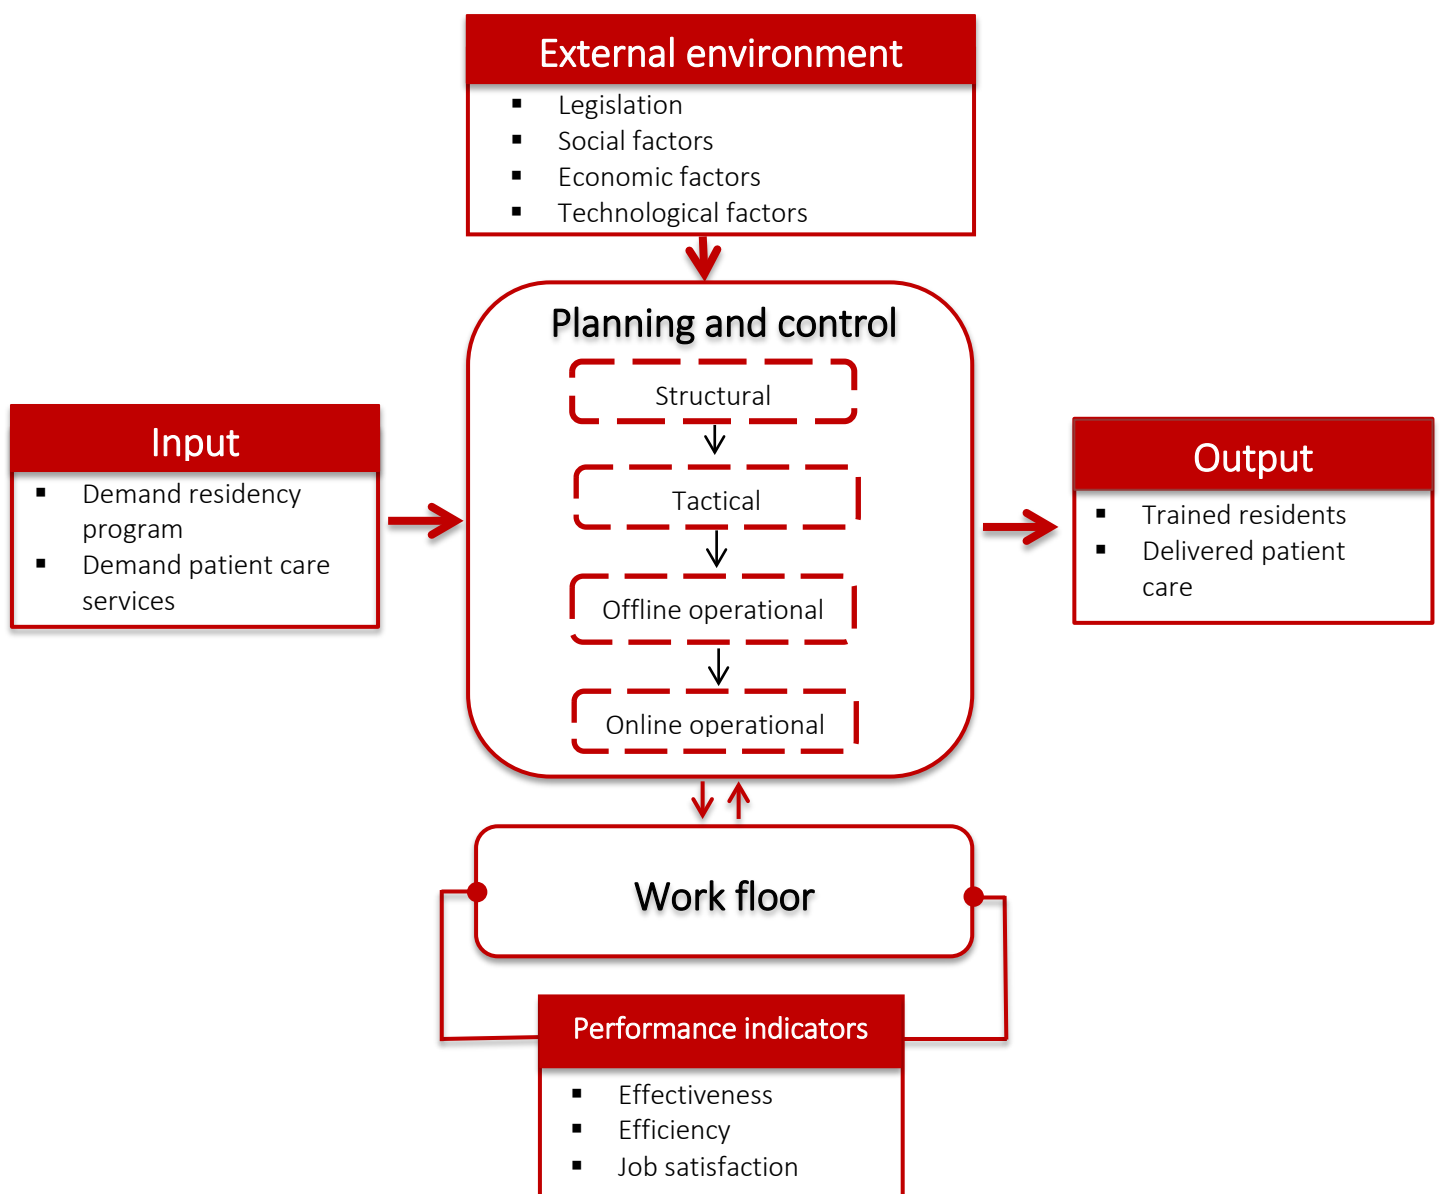 External environment
▪ Legislation
▪ Social factors
▪ Economic factors
▪ Technological factors
Planning and control
Structural
Tactical
Offline operational
Online operational
Input
▪ Demand residency
program
▪ Demand patient care
services
Output
▪ Trained residents
▪ Delivered patient
care
Work floor
Performance indicators
▪ Effectiveness
▪ Efficiency
▪ Job satisfaction